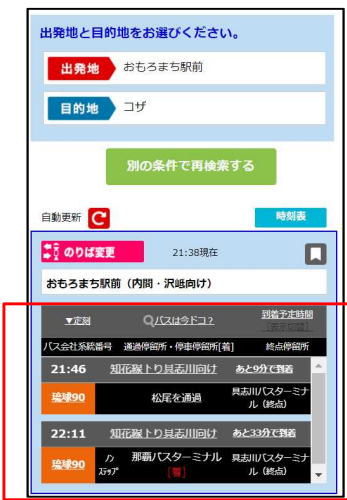 出発地と目的地をお選びください。
出発地 おもろまち駅前
目的地 コザ
別の条件で再検索する
自動更新 時刻表
のりば変更 21:38現在
おもろまち駅前（内間・沢岻向け）
▼定刻 バスは今ドコ？ 到着予定時間
[表示切替]
バス会社系統番号 通過停留所・停車停留所[着] 終点停留所
21:46 知花線上り具志川向け あと9分で到着
琉球90 松尾を通過 具志川バスターミナル（終点）
22:11 知花線上り具志川向け あと33分で到着
琉球90 ﾉﾝｽﾃｯﾌﾟ 那覇バスターミナル[着] 具志川バスターミナル（終点）